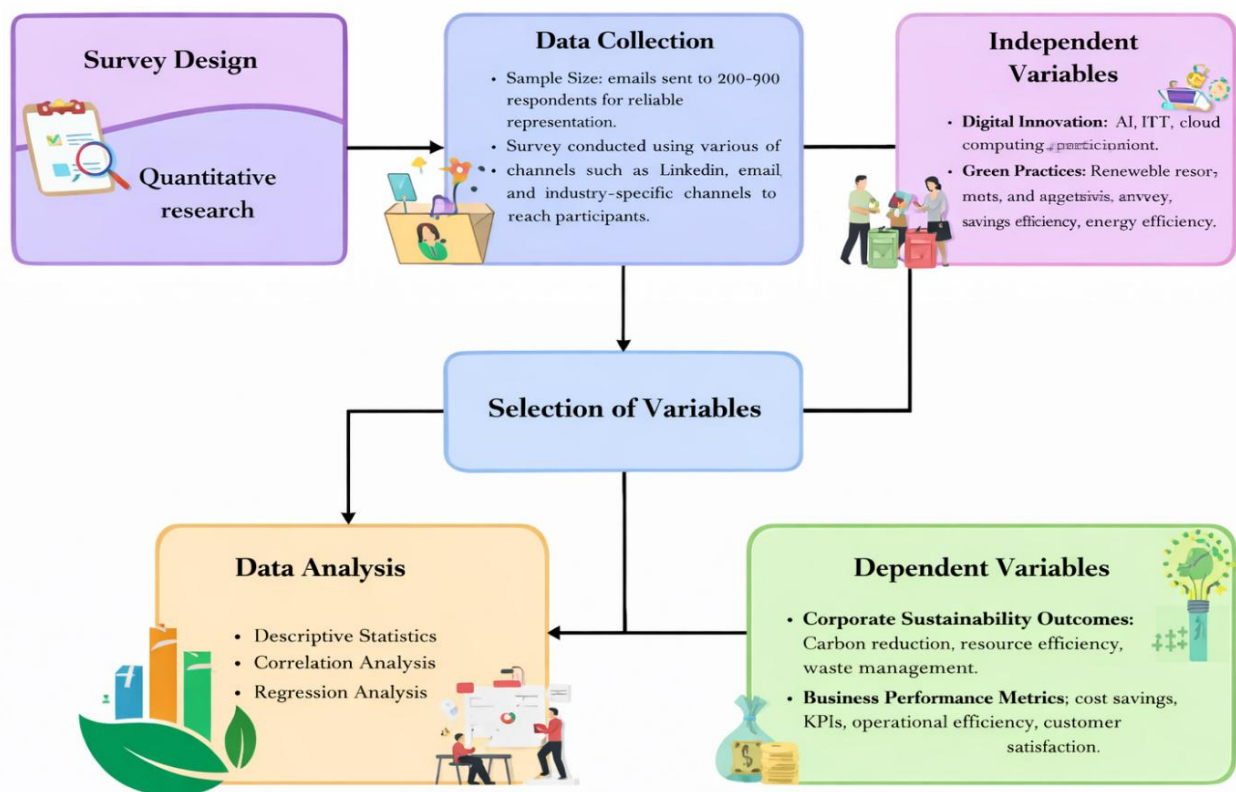 Survey Design
Quantitative
research
Data Collection
• Sample Size: emails sent to 200-900
respondents for reliable
representation.
• Survey conducted using various of
• channels such as Linkedin, email,
and industry-specific channels to
reach participants.
Independent
Variables
• Digital Innovation: AI, ITT, cloud
computing
• Green Practices: Reneweble resor,
mots, and anvey,
savings efficiency, energy efficiency.
Selection of Variables
Data Analysis
• Descriptive Statistics
• Correlation Analysis
• Regression Analysis
Dependent Variables
• Corporate Sustainability Outcomes:
Carbon reduction, resource efficiency,
waste management.
• Business Performance Metrics; cost savings,
KPIs, operational efficiency, customer
satisfaction.
$